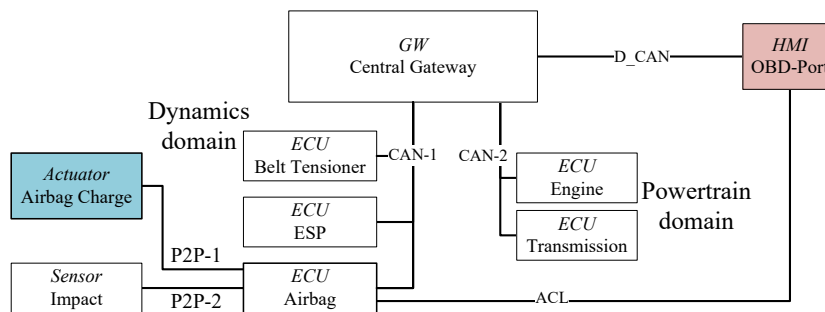 GW
Central Gateway
D_CAN
HMI
OBD-Port
Dynamics
domain
ECU
Belt Tensioner
CAN-1
CAN-2
ECU
Engine
Actuator
Airbag Charge
Powertrain
domain
ECU
ESP
ECU
Transmission
P2P-1
Sensor
Impact
P2P-2
ECU
Airbag
ACL